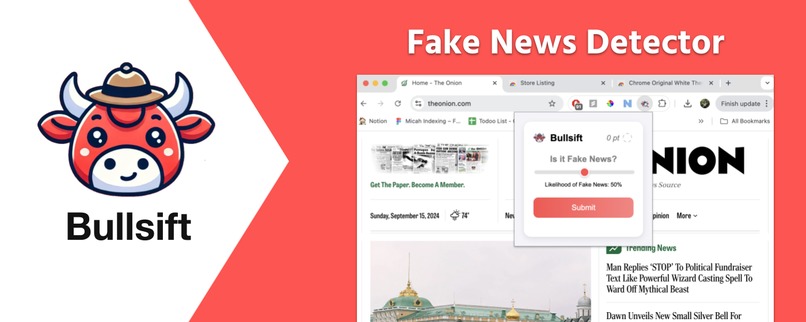 Fake News Detector
Bullsift
Home - The Onion
Store Listing
Chrome Original White The
theonion.com
Finish update
Notion
Micah Indexing – F...
Todo List -
All Bookmarks
Bullsift
0 pt
Is it Fake News?
Likelihood of Fake News: 50%
Submit
Get The Paper. Become A Member.
NION
s Source
Sunday, September 15, 2024
74°
New
pinion
More
Trending News
Man Replies 'STOP' To Political Fundraiser
Text Like Powerful Wizard Casting Spell To
Ward Off Mythical Beast
Dawn Unveils New Small Silver Bell For